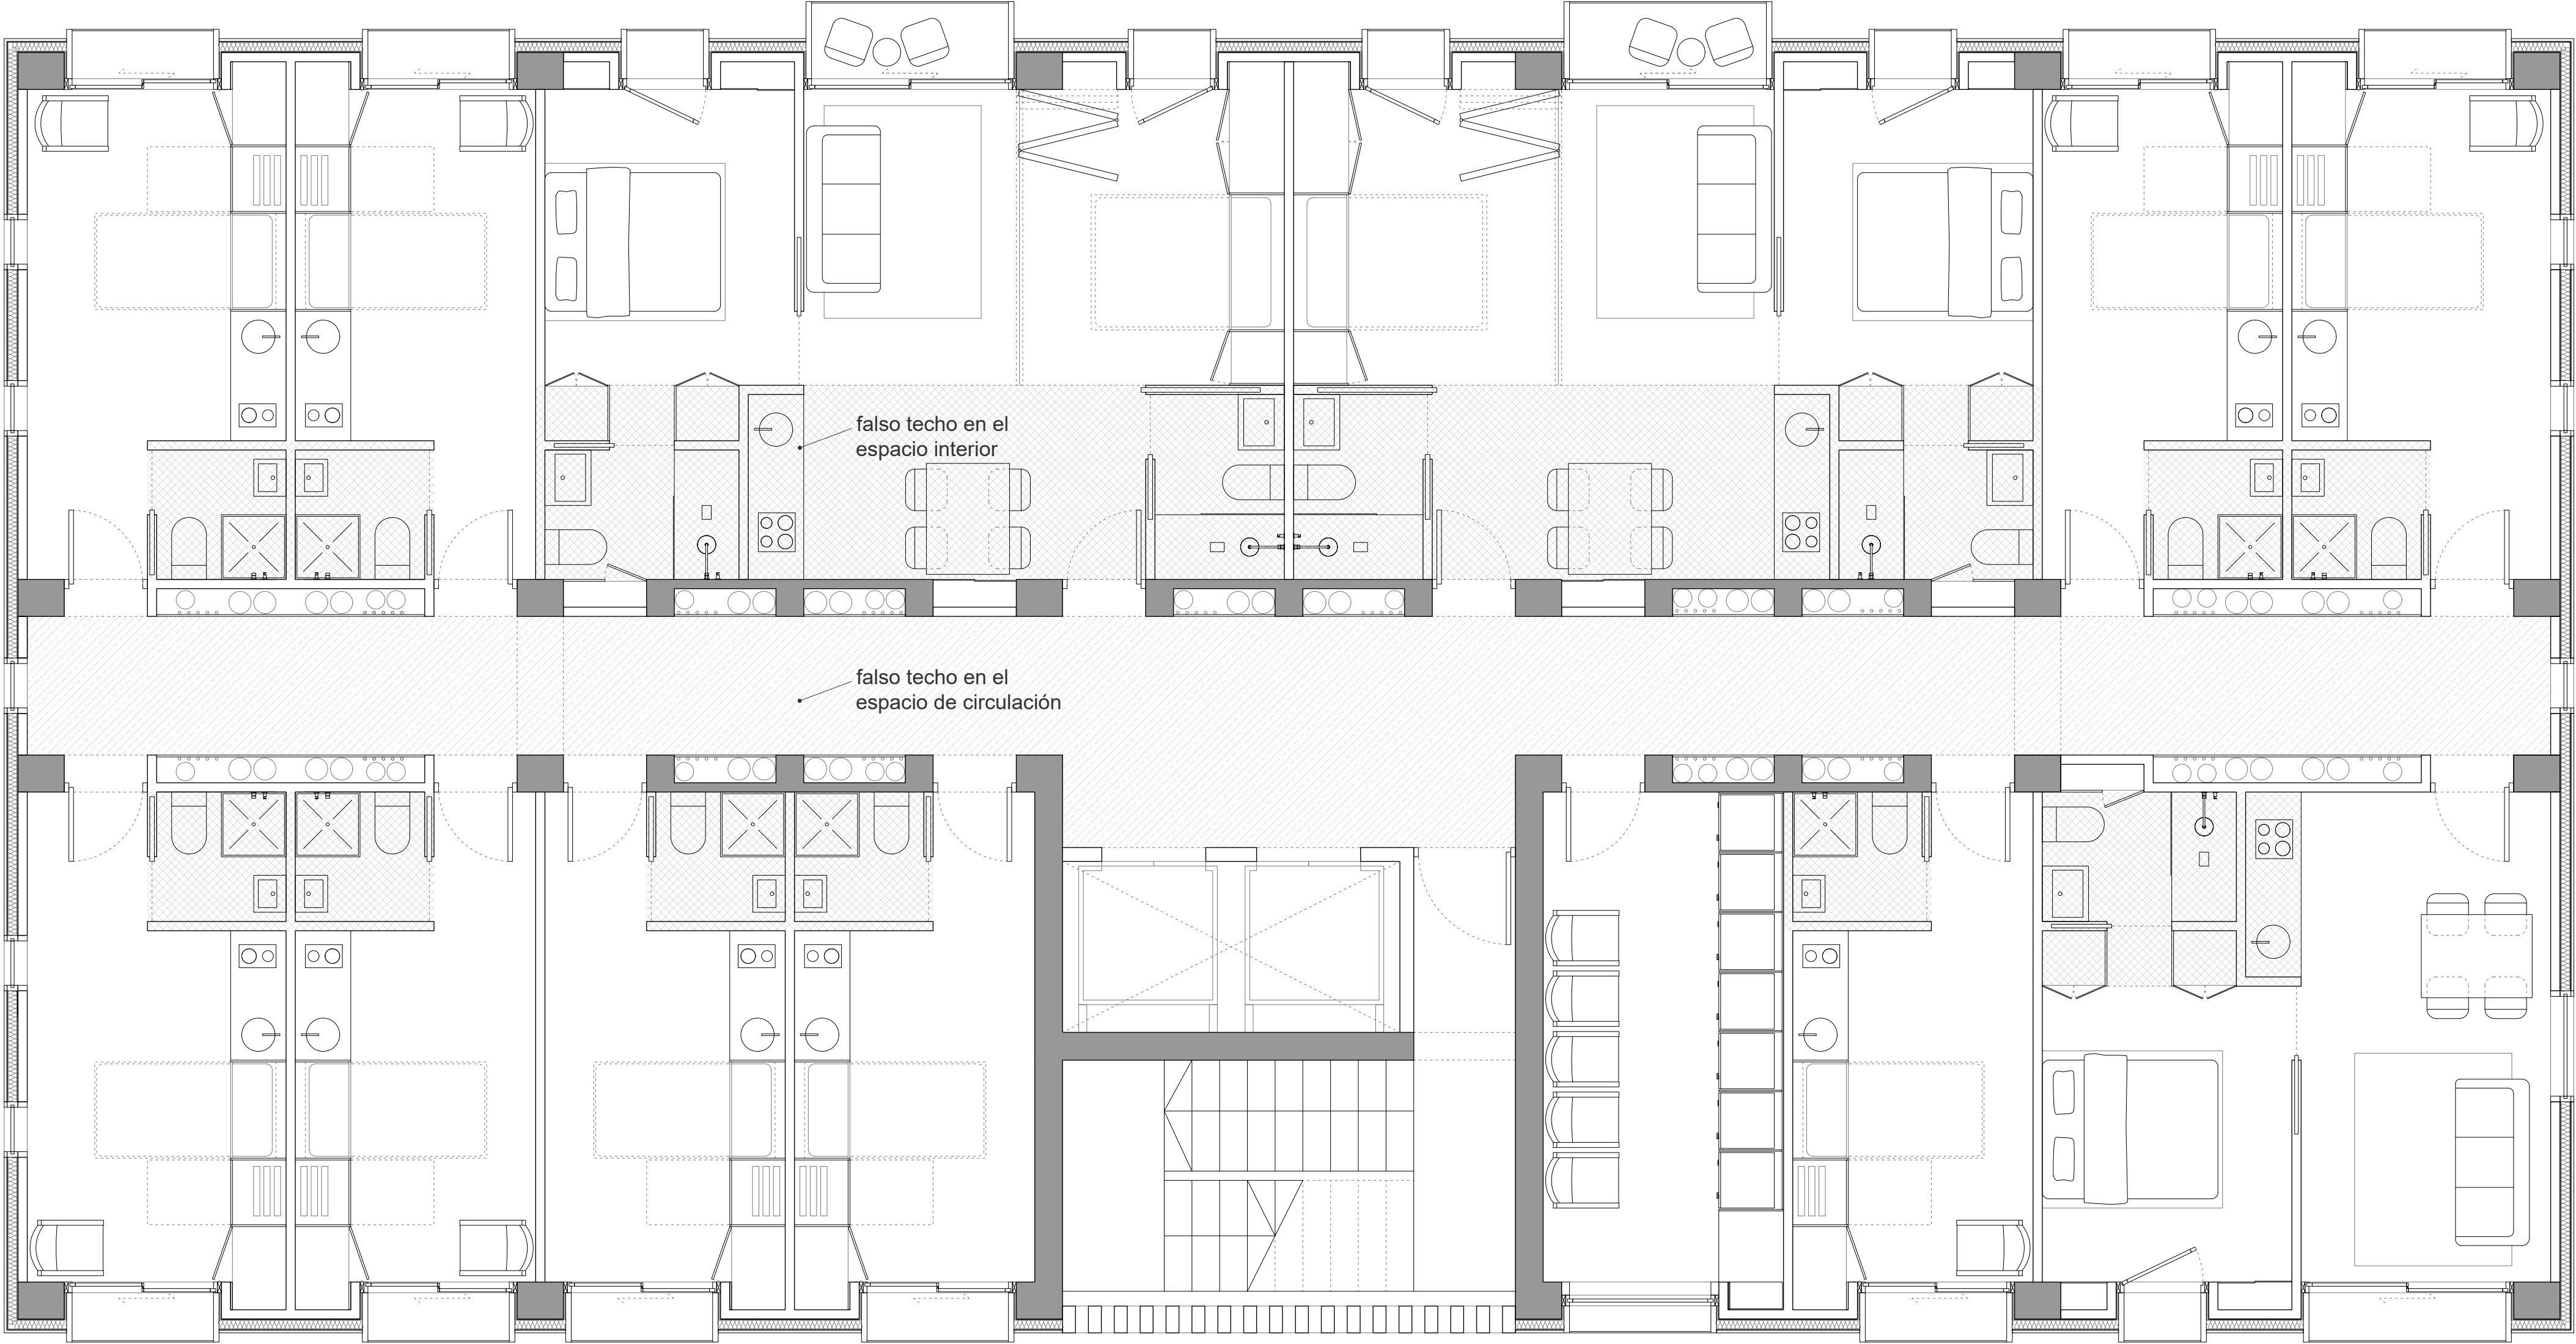 falso techo en el
espacio interior
falso techo en el
espacio de circulación